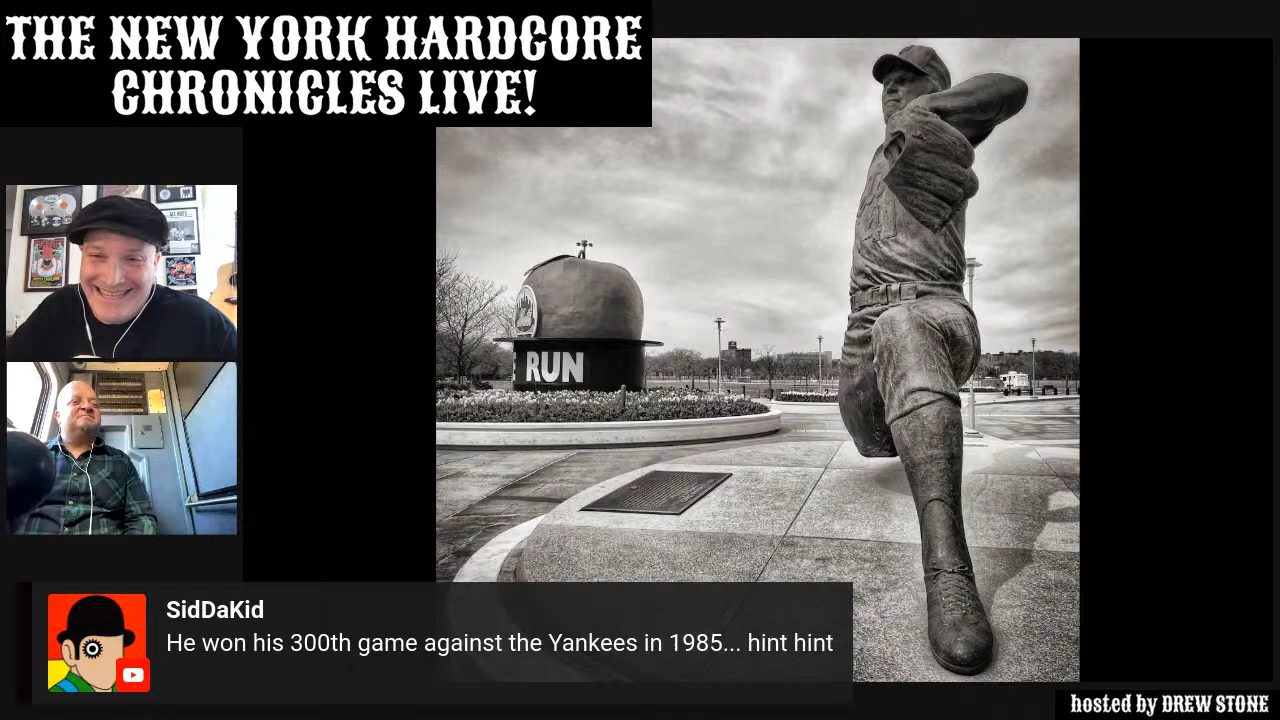 THE NEW YORK HARDCORE
CHRONICLES LIVE!
RUN
SidDaKid
He won his 300th game against the Yankees in 1985... hint hint
hosted by DREW STONE